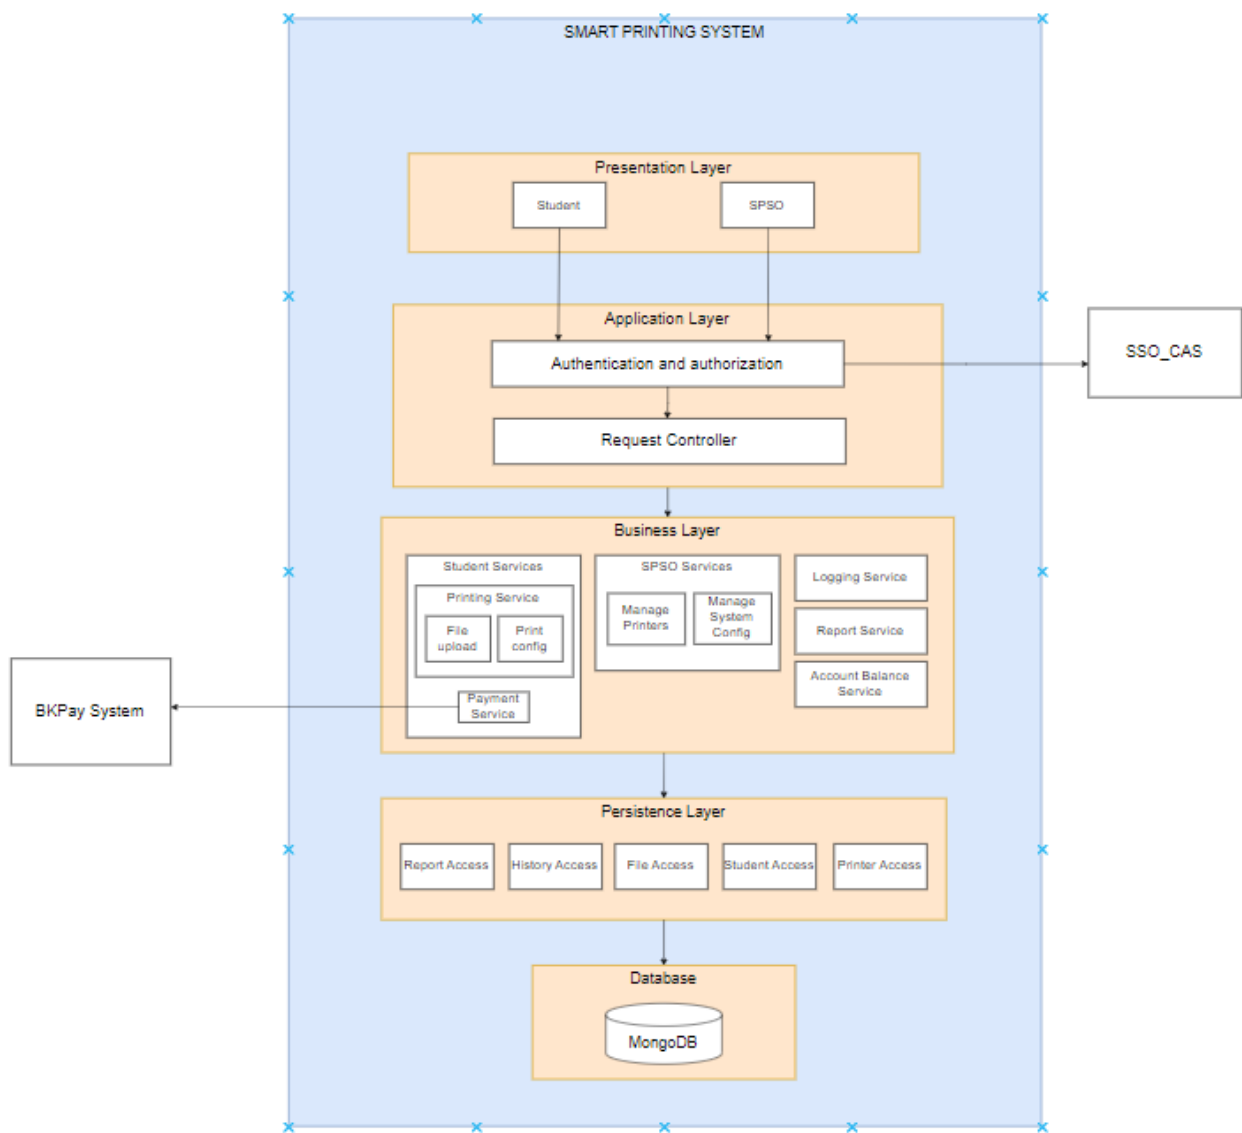 SMART PRINTING SYSTEM
Presentation Layer
Student
SPSO
Application Layer
Authentication and authorization
SSO_CAS
Request Controller
Business Layer
Student Services
Printing Service
File
upload
Print
config
Payment
Service
BKPay System
SPSO Services
Manage
Printers
Manage
System
Config
Logging Service
Report Service
Account Balance
Service
Persistence Layer
Report Access
History Access
File Access
Student Access
Printer Access
Database
MongoDB